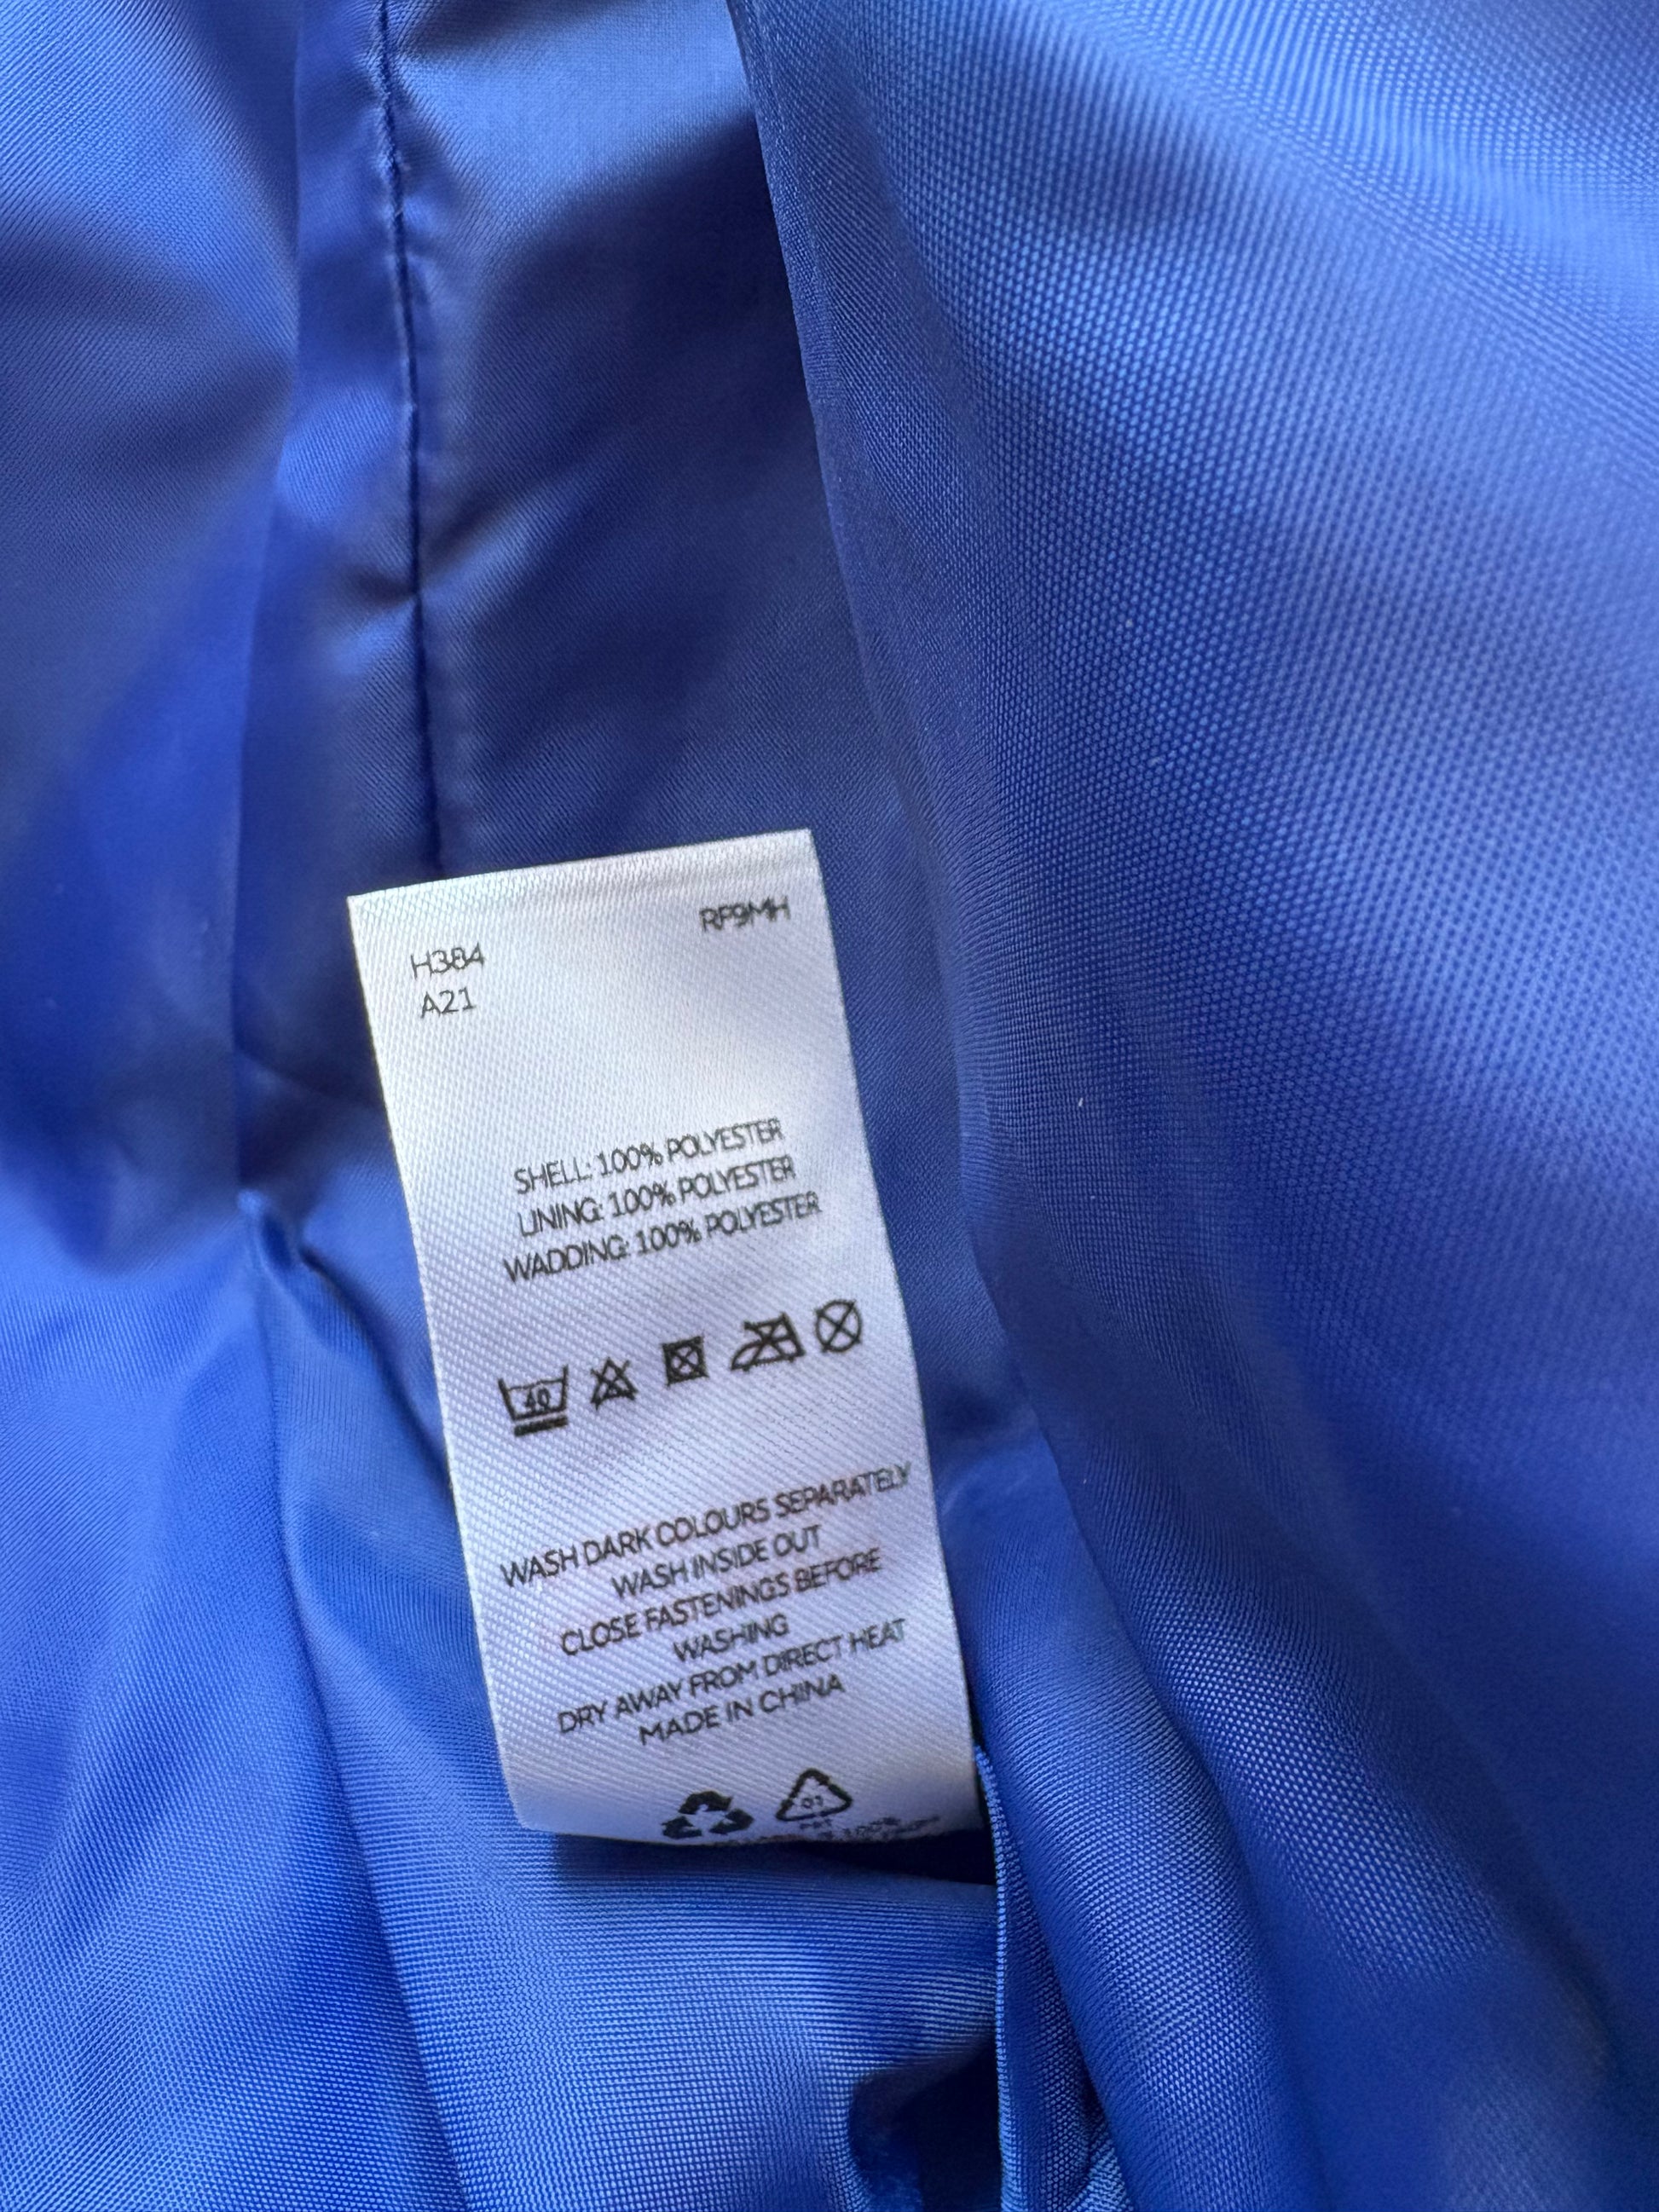 RF9MH
H384
A21
SHELL: 100% POLYESTER
LINING: 100% POLYESTER
WADDING: 100% POLYESTER
40
WASH DARK COLOURS SEPARATELY
WASH INSIDE OUT
CLOSE FASTENINGS BEFORE
WASHING
DRY AWAY FROM DIRECT HEAT
MADE IN CHINA
01
PET
100%